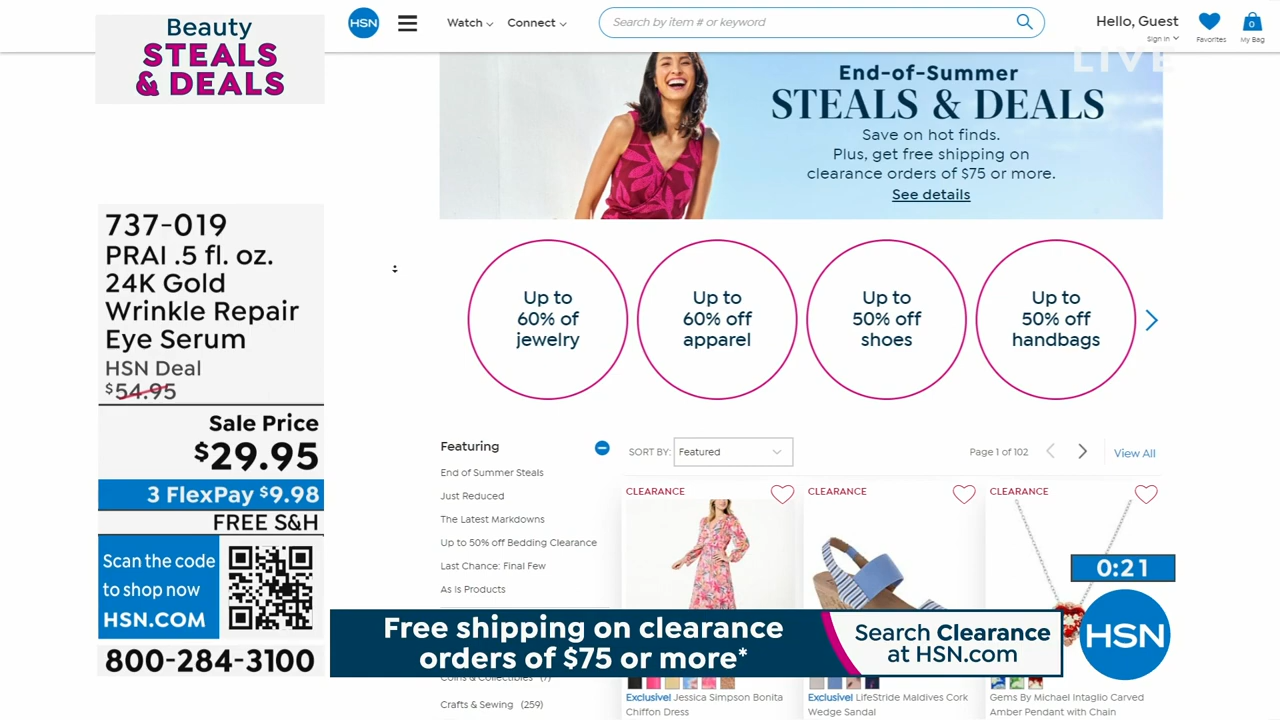 Beauty
STEALS
& DEALS
HSN
Watch
Connect
Search by item # or keyword
Hello, Guest
Sign In
Favorites
0
My Bag
LIVE
End-of-Summer
STEALS & DEALS
Save on hot finds.
Plus, get free shipping on
clearance orders of $75 or more.
See details
737-019
PRAI .5 fl. oz.
24K Gold
Wrinkle Repair
Eye Serum
HSN Deal
$54.95
Sale Price
$29.95
3 FlexPay $9.98
FREE S&H
Scan the code
to shop now
HSN.COM
800-284-3100
Up to
60% of
jewelry
Up to
60% off
apparel
Up to
50% off
shoes
Up to
50% off
handbags
Featuring
End of Summer Steals
Just Reduced
The Latest Markdowns
Up to 50% off Bedding Clearance
Last Chance: Final Few
As Is Products
SORT BY: Featured
Page 1 of 102
View All
CLEARANCE
CLEARANCE
CLEARANCE
0:21
Free shipping on clearance
orders of $75 or more*
Search Clearance
at HSN.com
HSN
Coins & Collectibles (7)
Crafts & Sewing (259)
Exclusive! Jessica Simpson Bonita
Chiffon Dress
Exclusive! LifeStride Maldives Cork
Wedge Sandal
Gems By Michael Intaglio Carved
Amber Pendant with Chain